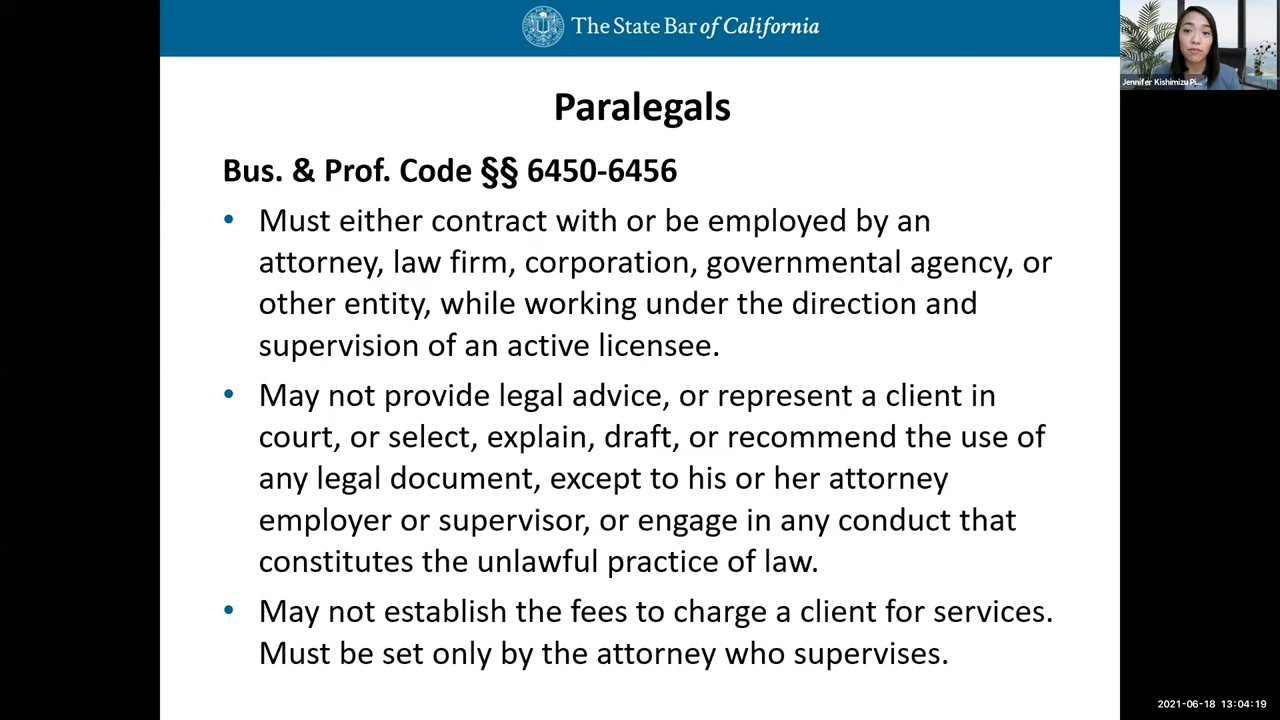 The State Bar of California
Jennifer Kishimizu Pi...
Paralegals
Bus. & Prof. Code §§ 6450-6456
• Must either contract with or be employed by an
attorney, law firm, corporation, governmental agency, or
other entity, while working under the direction and
supervision of an active licensee.
• May not provide legal advice, or represent a client in
court, or select, explain, draft, or recommend the use of
any legal document, except to his or her attorney
employer or supervisor, or engage in any conduct that
constitutes the unlawful practice of law.
• May not establish the fees to charge a client for services.
Must be set only by the attorney who supervises.
2021-06-18 13:04:19